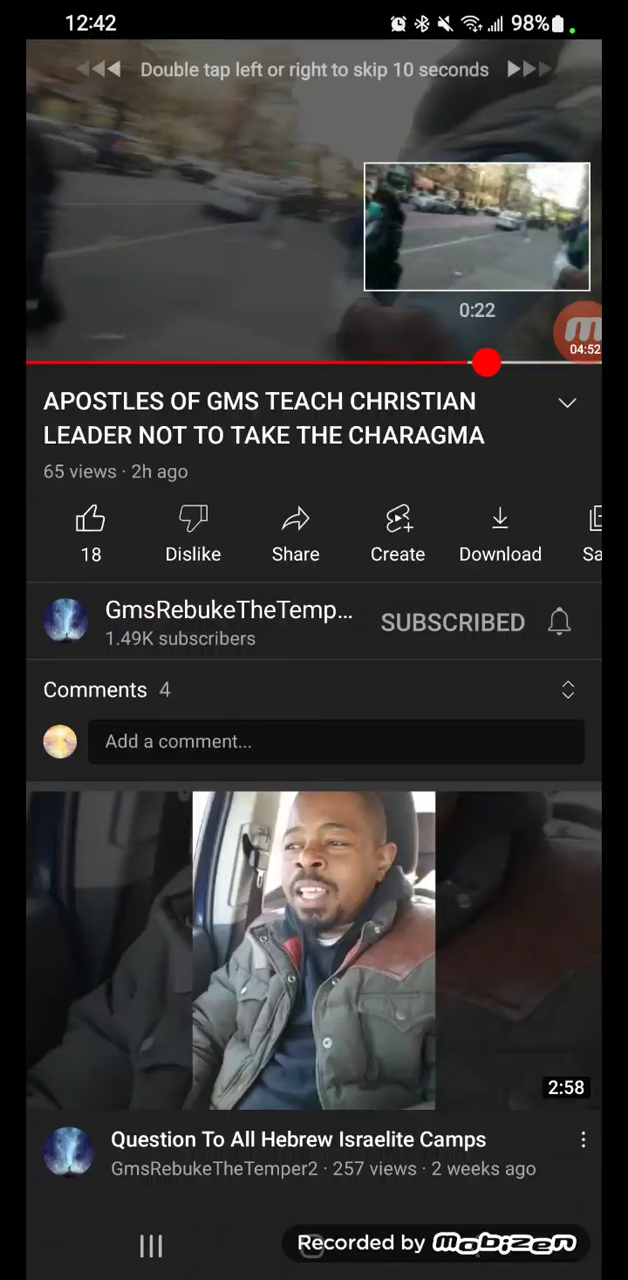 12:42 98%
Double tap left or right to skip 10 seconds
0:22
04:52
APOSTLES OF GMS TEACH CHRISTIAN
LEADER NOT TO TAKE THE CHARAGMA
65 views · 2h ago
18 Dislike Share Create Download Sa
GmsRebukeTheTemp... SUBSCRIBED
1.49K subscribers
Comments 4
Add a comment...
2:58
Question To All Hebrew Israelite Camps
GmsRebukeTheTemper2 · 257 views · 2 weeks ago
Recorded by mobizen